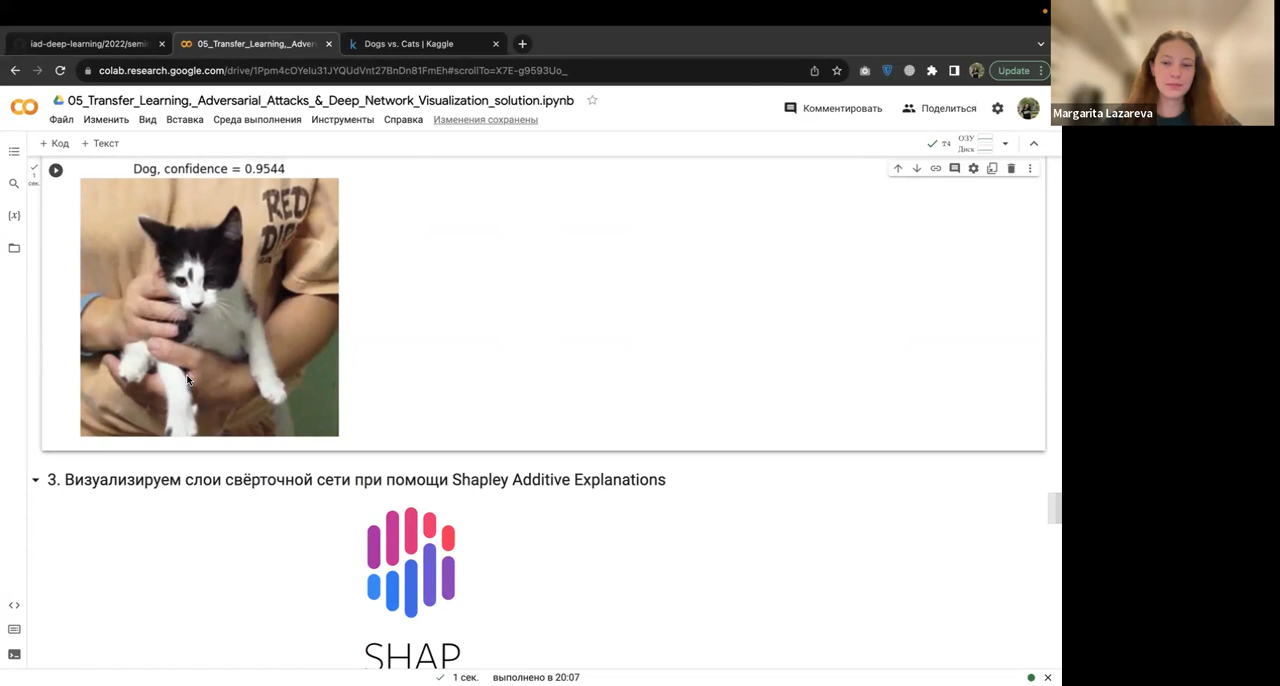 iad-deep-learning/2022/semi
05_Transfer_Learning,_Adver
Dogs vs. Cats | Kaggle
colab.research.google.com/drive/1Ppm4cOYeIu31JYQUdVnt27BnDn81FmEh#scrollTo=X7E-g9593Uo_
Update
Margarita Lazareva
05_Transfer_Learning,_Adversarial_Attacks_&_Deep_Network_Visualization_solution.ipynb
Файл Изменить Вид Вставка Среда выполнения Инструменты Справка Изменения сохранены
Комментировать
Поделиться
+ Код + Текст
T4
ОЗУ
Диск
1
сек.
Dog, confidence = 0.9544
RED
3. Визуализируем слои свёрточной сети при помощи Shapley Additive Explanations
SHAP
1 сек. выполнено в 20:07